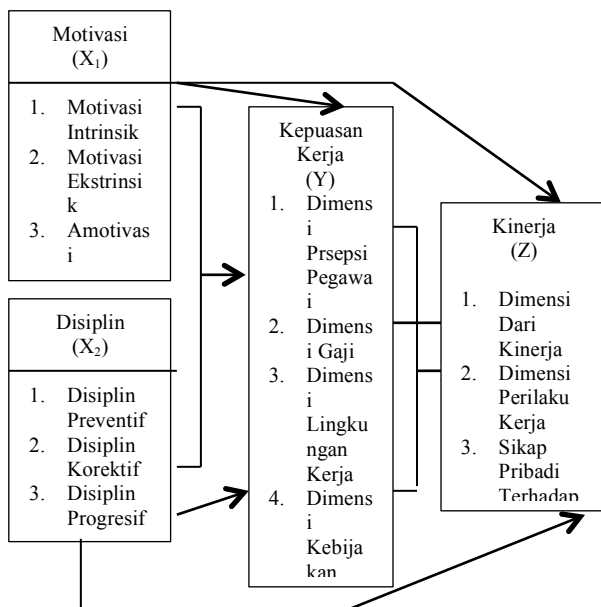 Motivasi
(X₁)
1. Motivasi
Intrinsik
2. Motivasi
Ekstrinsi
k
3. Amotivas
i
Disiplin
(X₂)
1. Disiplin
Preventif
2. Disiplin
Korektif
3. Disiplin
Progresif
Kepuasan
Kerja
(Y)
1. Dimens
i
Prsepsi
Pegawa
i
2. Dimens
i Gaji
3. Dimens
i
Lingku
ngan
Kerja
4. Dimens
i
Kebija
kan
Kinerja
(Z)
1. Dimensi
Dari
Kinerja
2. Dimensi
Perilaku
Kerja
3. Sikap
Pribadi
Terhadap